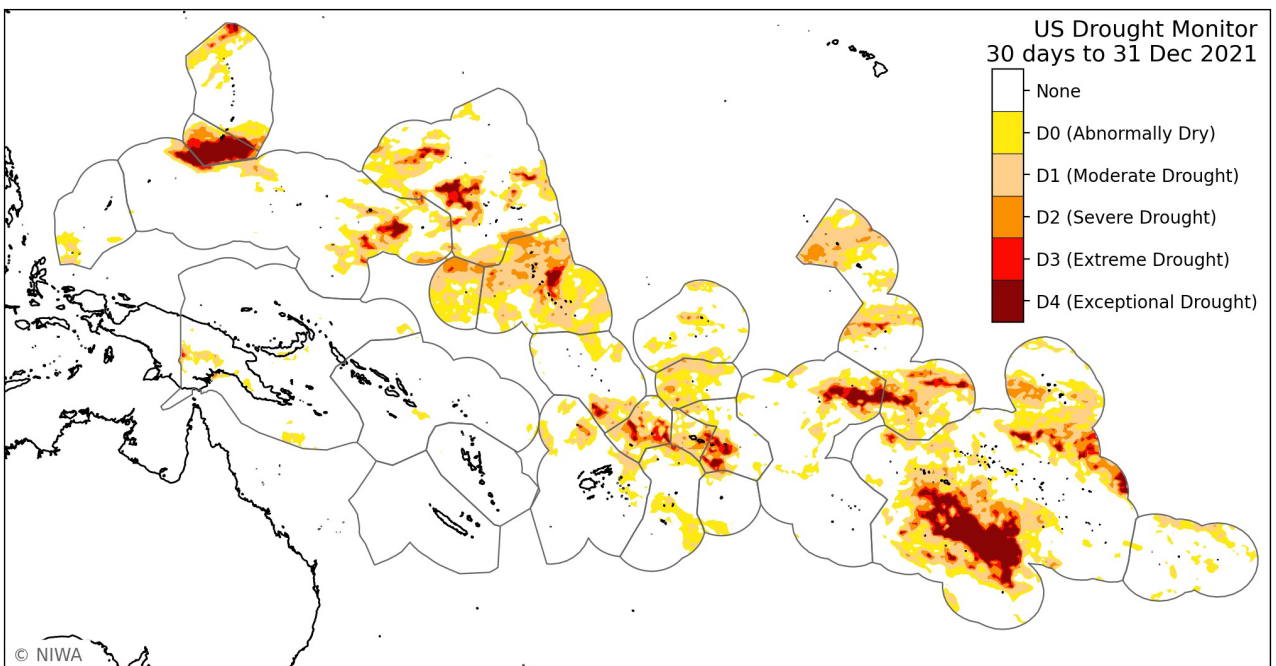 US Drought Monitor
30 days to 31 Dec 2021
None
D0 (Abnormally Dry)
D1 (Moderate Drought)
D2 (Severe Drought)
D3 (Extreme Drought)
D4 (Exceptional Drought)
© NIWA